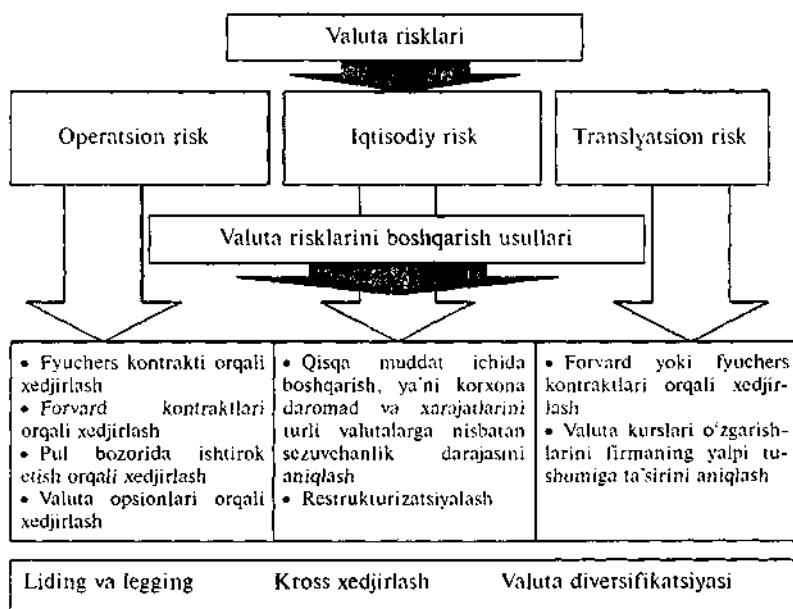 Valuta risklari
Operatsion risk
Iqtisodiy risk
Translyatsion risk
Valuta risklarini boshqarish usullari
• Fyuchers kontrakti orqali
xedjirlash
• Forvard kontraktlari
orqali xedjirlash
• Pul bozorida ishtirok
etish orqali xedjirlash
• Valuta opsionlari orqali
xedjirlash
• Qisqa muddat ichida
boshqarish, ya'ni korxona
daromad va xarajatlarini
turli valutalarga nisbatan
sezuvchanlik darajasini
aniqlash
• Restrukturizatsiyalash
• Forvard yoki fyuchers
kontraktlari orqali xedjir-
lash
• Valuta kurslari o'zgarish-
larini firmaning yalpi tu-
shumiga ta'sirini aniqlash
Liding va legging Kross xedjirlash Valuta diversifikatsiyasi